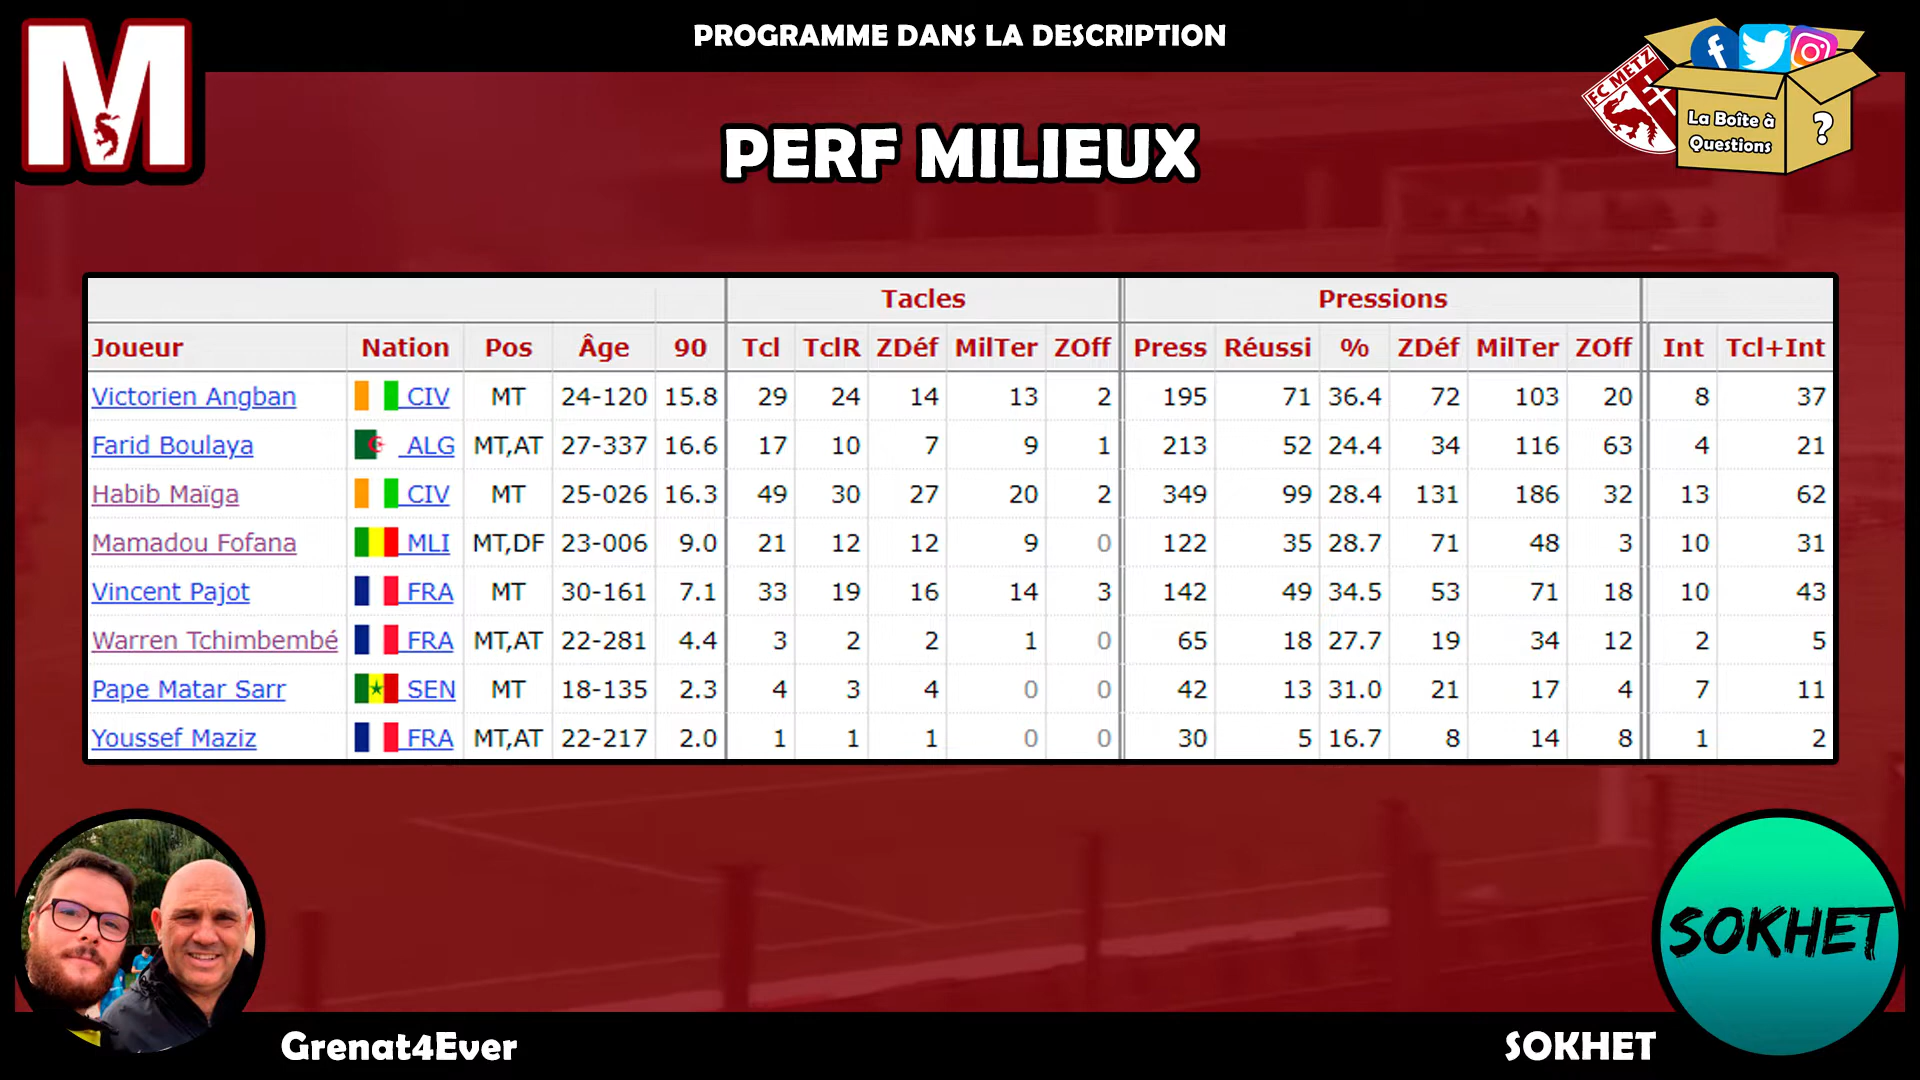 PROGRAMME DANS LA DESCRIPTION
M
FC METZ
La Boîte à
Questions
?
PERF MILIEUX
Tacles Pressions
Joueur Nation Pos Âge 90 Tcl TclR ZDéf MilTer ZOff Press Réussi % ZDéf MilTer ZOff Int Tcl+Int
Victorien Angban CIV MT 24-120 15.8 29 24 14 13 2 195 71 36.4 72 103 20 8 37
Farid Boulaya ALG MT,AT 27-337 16.6 17 10 7 9 1 213 52 24.4 34 116 63 4 21
Habib Maïga CIV MT 25-026 16.3 49 30 27 20 2 349 99 28.4 131 186 32 13 62
Mamadou Fofana MLI MT,DF 23-006 9.0 21 12 12 9 0 122 35 28.7 71 48 3 10 31
Vincent Pajot FRA MT 30-161 7.1 33 19 16 14 3 142 49 34.5 53 71 18 10 43
Warren Tchimbembé FRA MT,AT 22-281 4.4 3 2 2 1 0 65 18 27.7 19 34 12 2 5
Pape Matar Sarr SEN MT 18-135 2.3 4 3 4 0 0 42 13 31.0 21 17 4 7 11
Youssef Maziz FRA MT,AT 22-217 2.0 1 1 1 0 0 30 5 16.7 8 14 8 1 2
SOKHET
Grenat4Ever
SOKHET